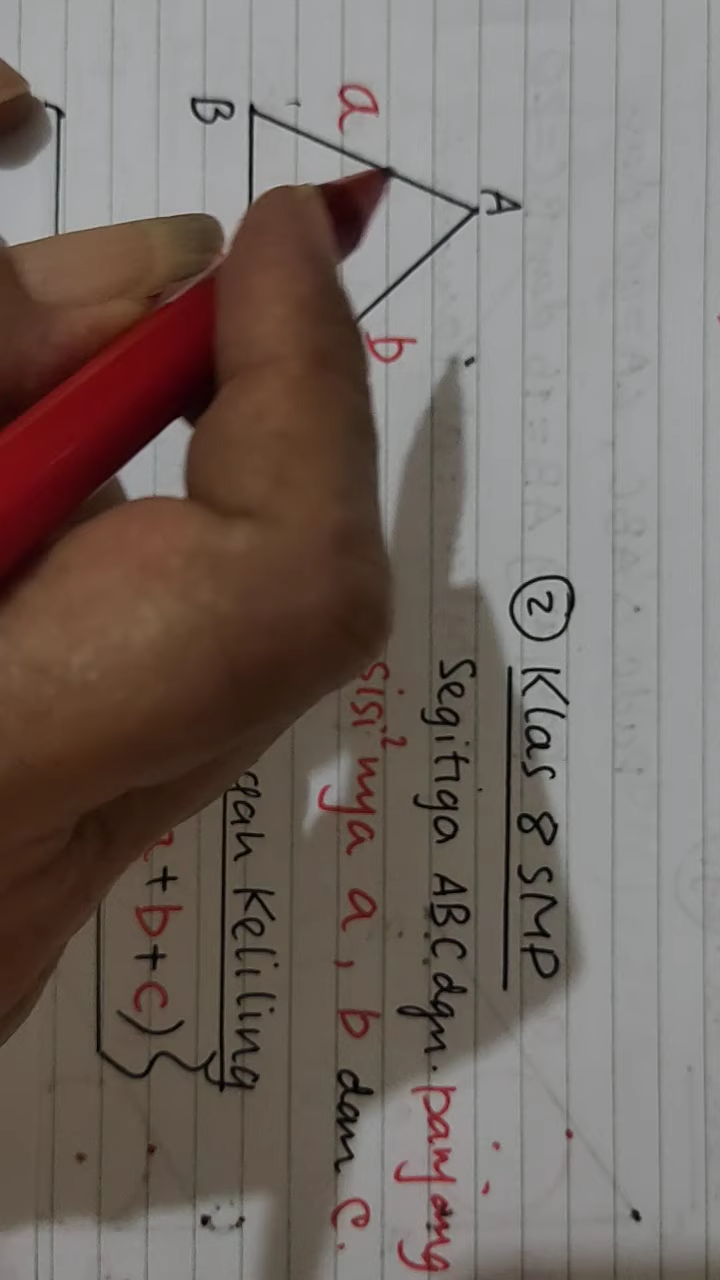 ② Klas 8 SMP
Segitiga ABC dgn. panjang
sisi²nya a, b dan c.
Keliling
+ b + c)
A
a
b
B